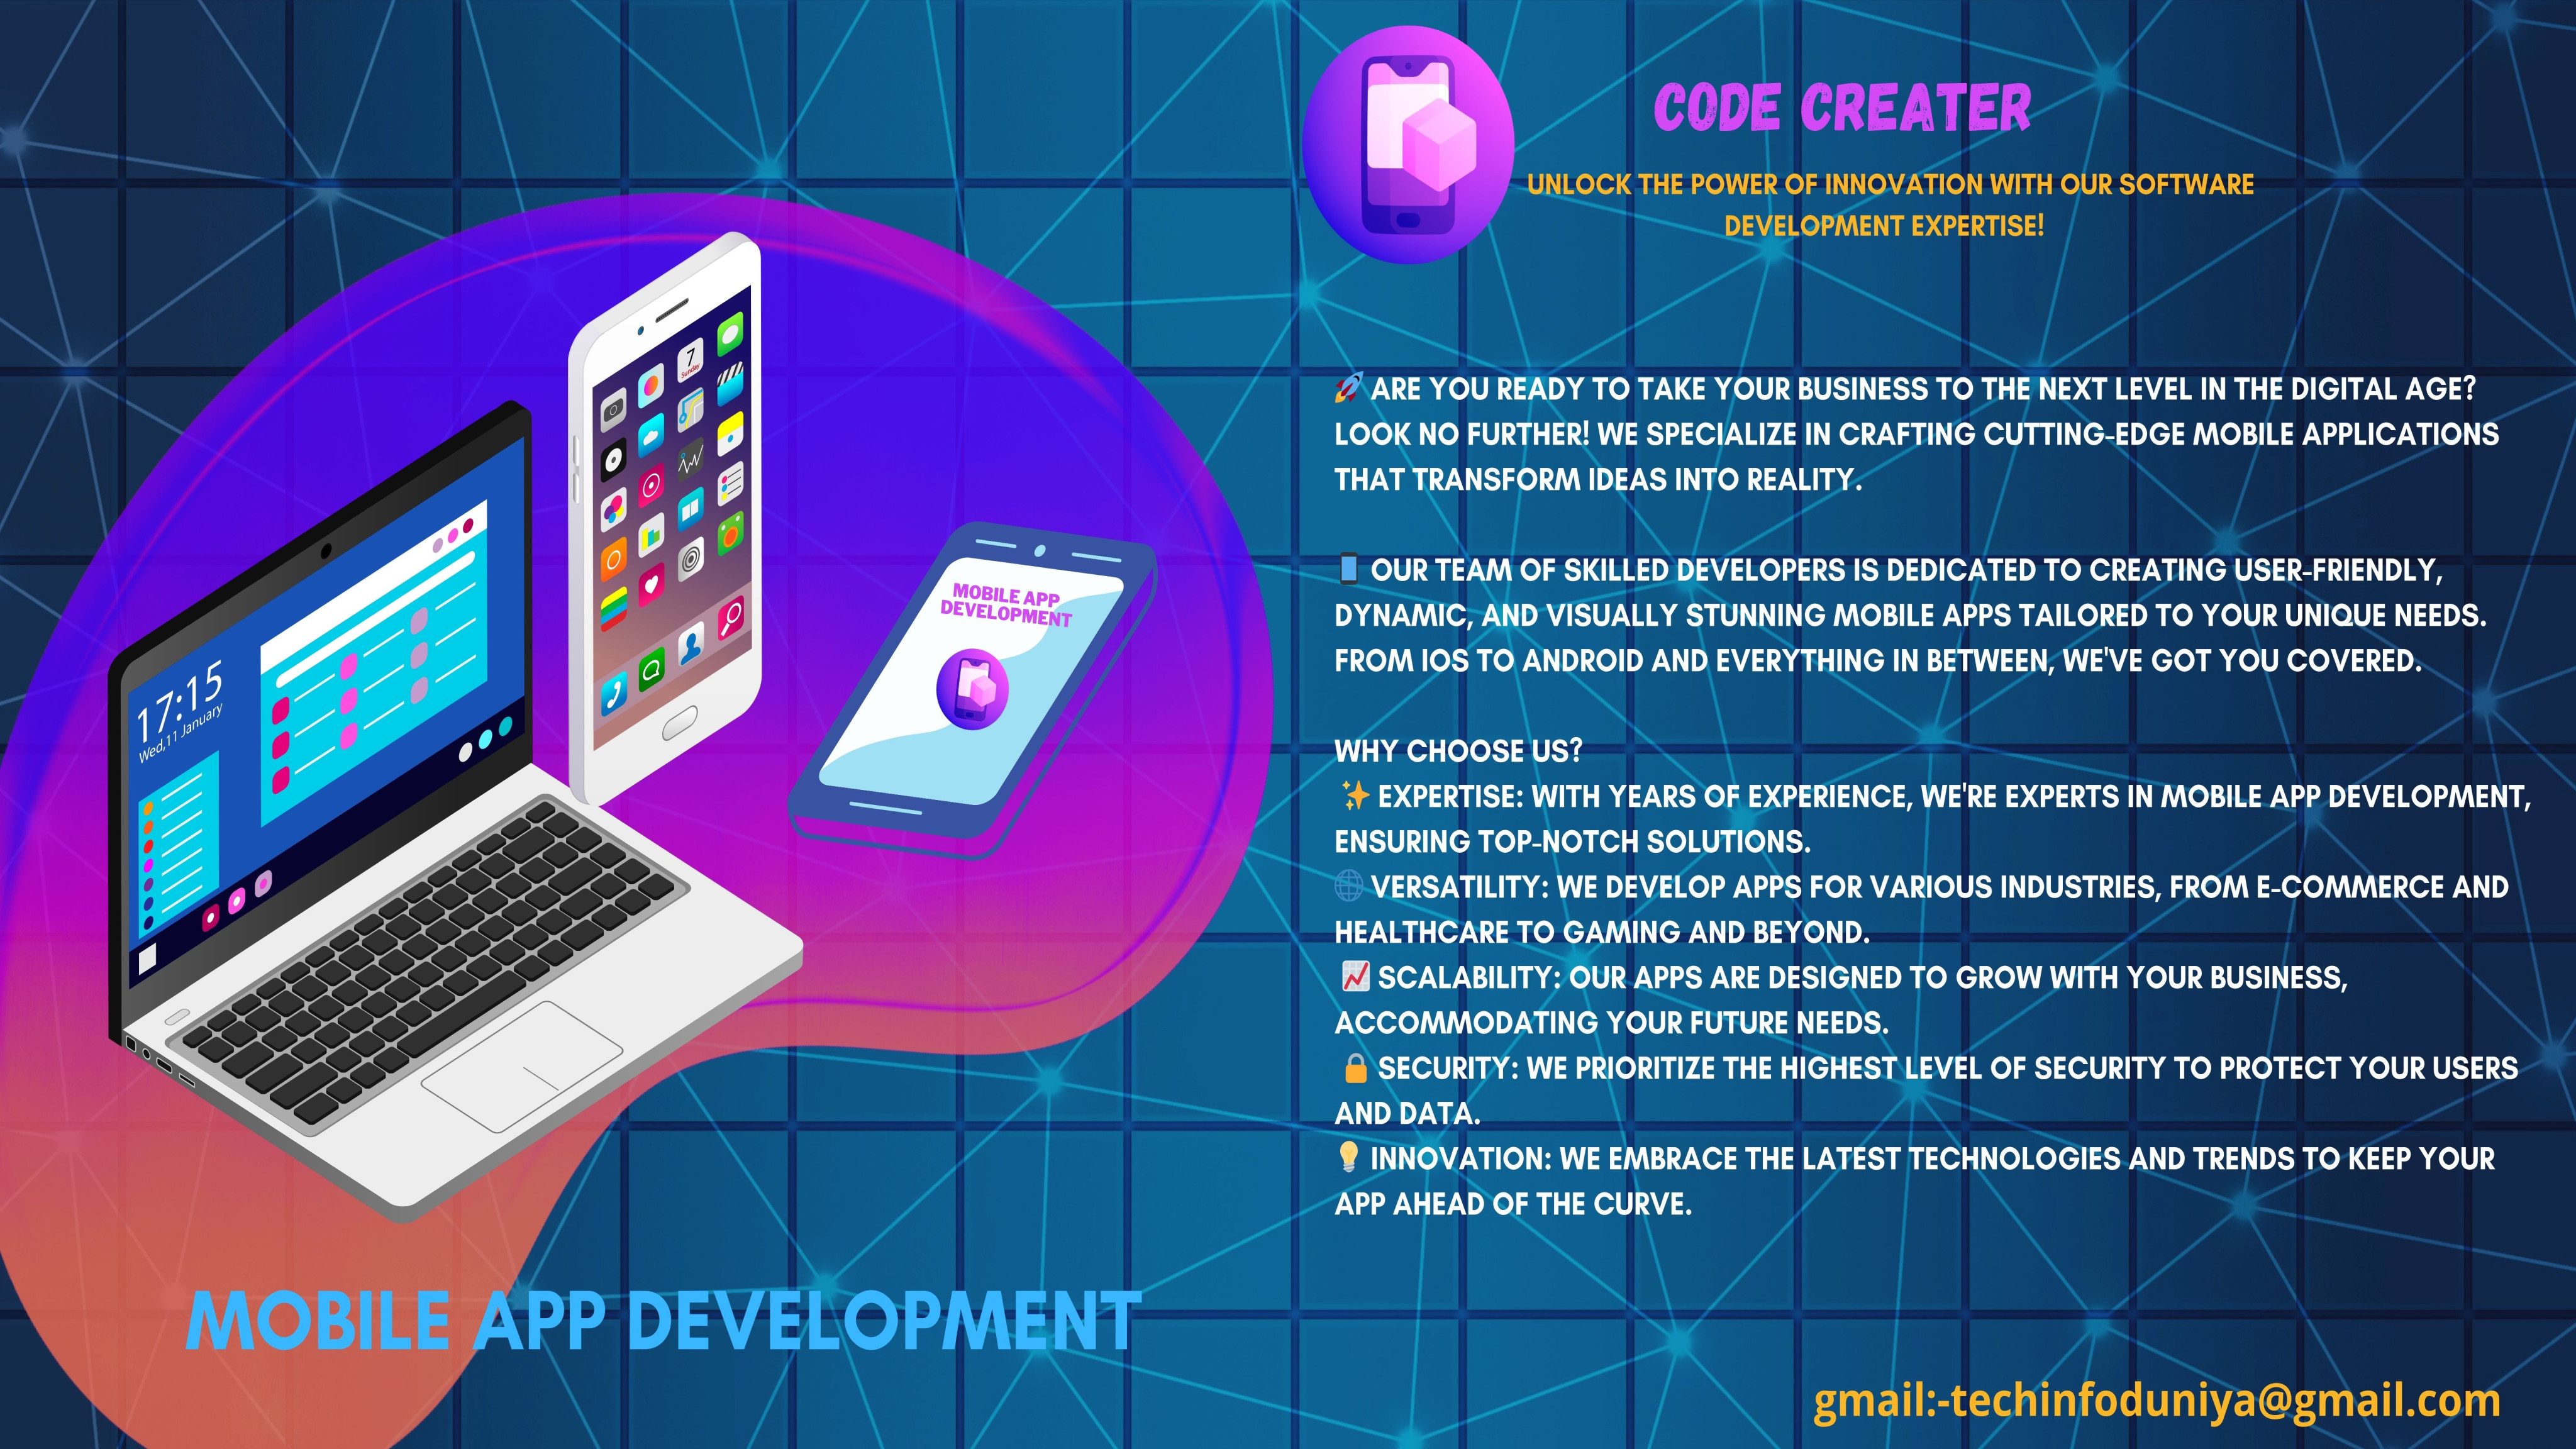 CODE CREATER
UNLOCK THE POWER OF INNOVATION WITH OUR SOFTWARE
DEVELOPMENT EXPERTISE!
🚀 ARE YOU READY TO TAKE YOUR BUSINESS TO THE NEXT LEVEL IN THE DIGITAL AGE?
LOOK NO FURTHER! WE SPECIALIZE IN CRAFTING CUTTING-EDGE MOBILE APPLICATIONS
THAT TRANSFORM IDEAS INTO REALITY.
📱 OUR TEAM OF SKILLED DEVELOPERS IS DEDICATED TO CREATING USER-FRIENDLY,
DYNAMIC, AND VISUALLY STUNNING MOBILE APPS TAILORED TO YOUR UNIQUE NEEDS.
FROM IOS TO ANDROID AND EVERYTHING IN BETWEEN, WE'VE GOT YOU COVERED.
WHY CHOOSE US?
✨ EXPERTISE: WITH YEARS OF EXPERIENCE, WE'RE EXPERTS IN MOBILE APP DEVELOPMENT,
ENSURING TOP-NOTCH SOLUTIONS.
🌐 VERSATILITY: WE DEVELOP APPS FOR VARIOUS INDUSTRIES, FROM E-COMMERCE AND
HEALTHCARE TO GAMING AND BEYOND.
📈 SCALABILITY: OUR APPS ARE DESIGNED TO GROW WITH YOUR BUSINESS,
ACCOMMODATING YOUR FUTURE NEEDS.
🔒 SECURITY: WE PRIORITIZE THE HIGHEST LEVEL OF SECURITY TO PROTECT YOUR USERS
AND DATA.
💡 INNOVATION: WE EMBRACE THE LATEST TECHNOLOGIES AND TRENDS TO KEEP YOUR
APP AHEAD OF THE CURVE.
7
Sunday
MOBILE APP
DEVELOPMENT
17:15
Wed,11 January
MOBILE APP DEVELOPMENT
gmail:-techinfoduniya@gmail.com